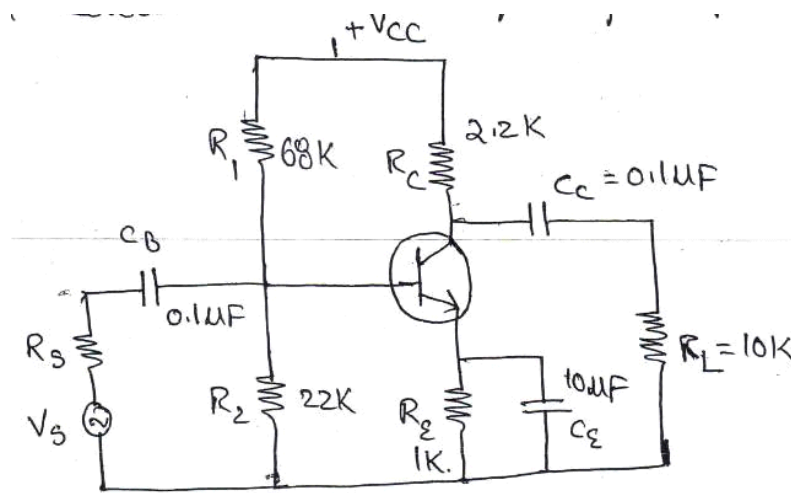 +VCC
R1 68K
RC 2.2K
CC = 0.1μF
CB
0.1μF
RS
VS
R2 22K
RE
1K.
10μF
CE
RL = 10K